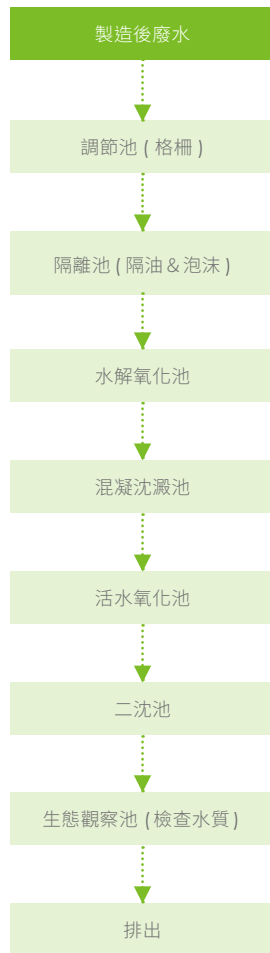 製造後廢水
調節池 ( 格柵 )
隔離池 ( 隔油 & 泡沫 )
水解氧化池
混凝沈澱池
活水氧化池
二沈池
生態觀察池 ( 檢查水質 )
排出